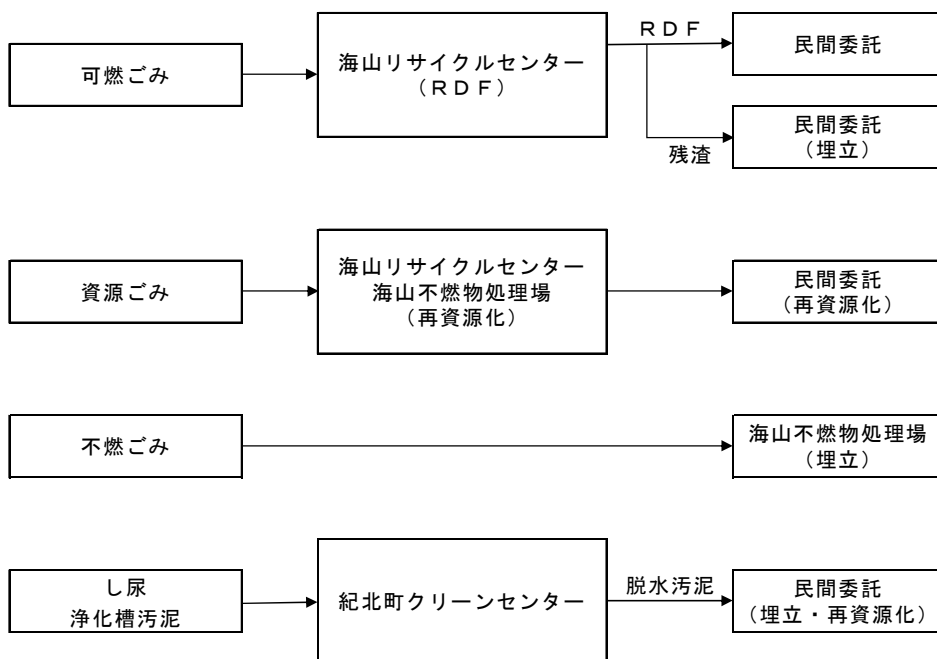 可燃ごみ
海山リサイクルセンター
（ＲＤＦ）
ＲＤＦ
民間委託
残渣
民間委託
（埋立）
資源ごみ
海山リサイクルセンター
海山不燃物処理場
（再資源化）
民間委託
（再資源化）
不燃ごみ
海山不燃物処理場
（埋立）
し尿
浄化槽汚泥
紀北町クリーンセンター
脱水汚泥
民間委託
（埋立・再資源化）